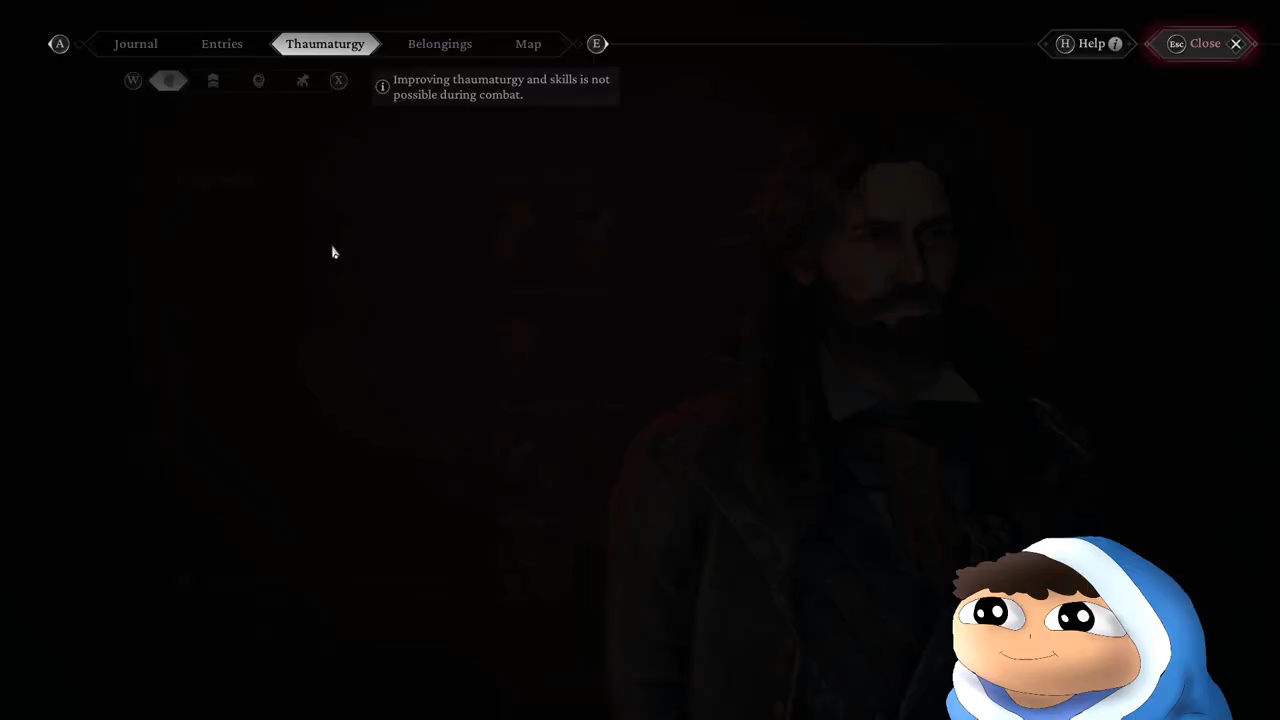 A Journal Entries Thaumaturgy Belongings Map E H Help i Esc Close
W X
Improving thaumaturgy and skills is not
possible during combat.